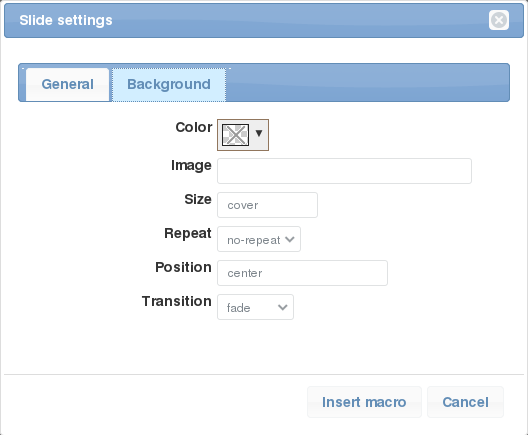 Slide settings
General Background
Color
Image
Size cover
Repeat no-repeat
Position center
Transition fade
Insert macro Cancel